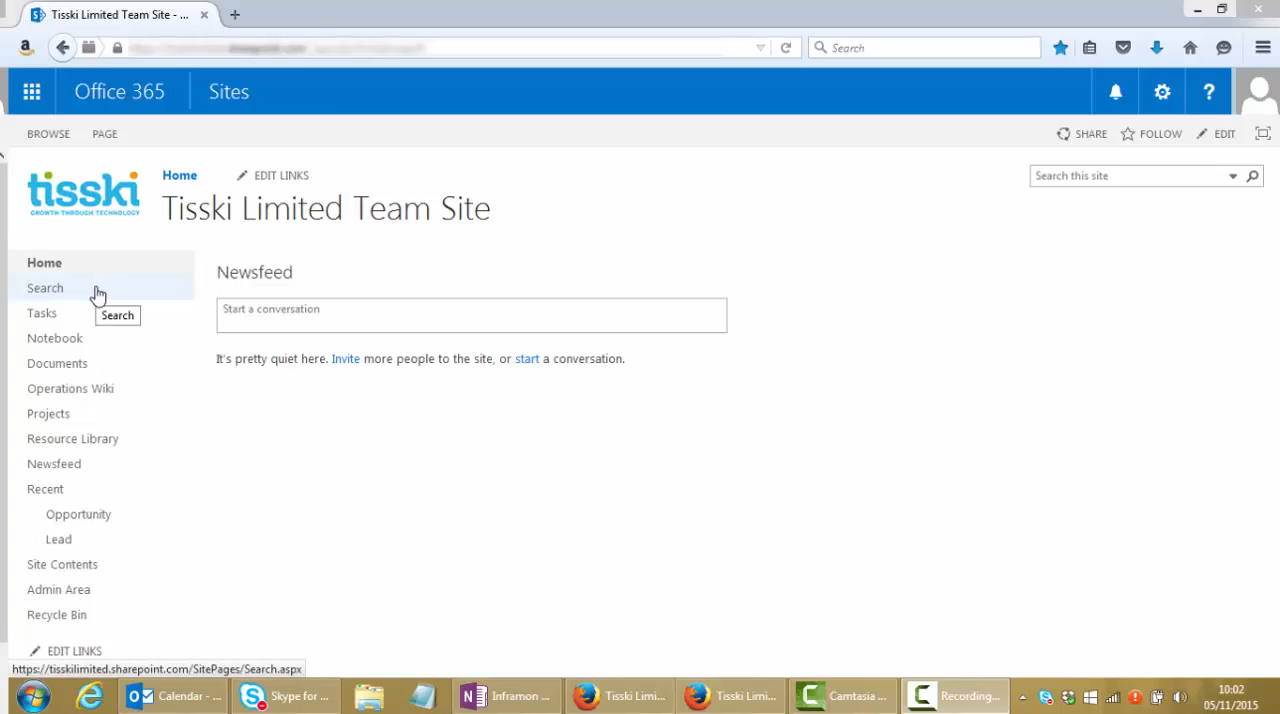 Tisski Limited Team Site - ...
Search
Office 365
Sites
BROWSE
PAGE
SHARE
FOLLOW
EDIT
tisski
GROWTH THROUGH TECHNOLOGY
Home
EDIT LINKS
Search this site
Tisski Limited Team Site
Home
Search
Search
Tasks
Notebook
Documents
Operations Wiki
Projects
Resource Library
Newsfeed
Recent
Opportunity
Lead
Site Contents
Admin Area
Recycle Bin
EDIT LINKS
Newsfeed
Start a conversation
It's pretty quiet here. Invite more people to the site, or start a conversation.
https://tisskilimited.sharepoint.com/SitePages/Search.aspx
Calendar - ...
Skype for ...
Inframon ...
Tisski Limi...
Tisski Limi...
Camtasia ...
Recording...
10:02
05/11/2015